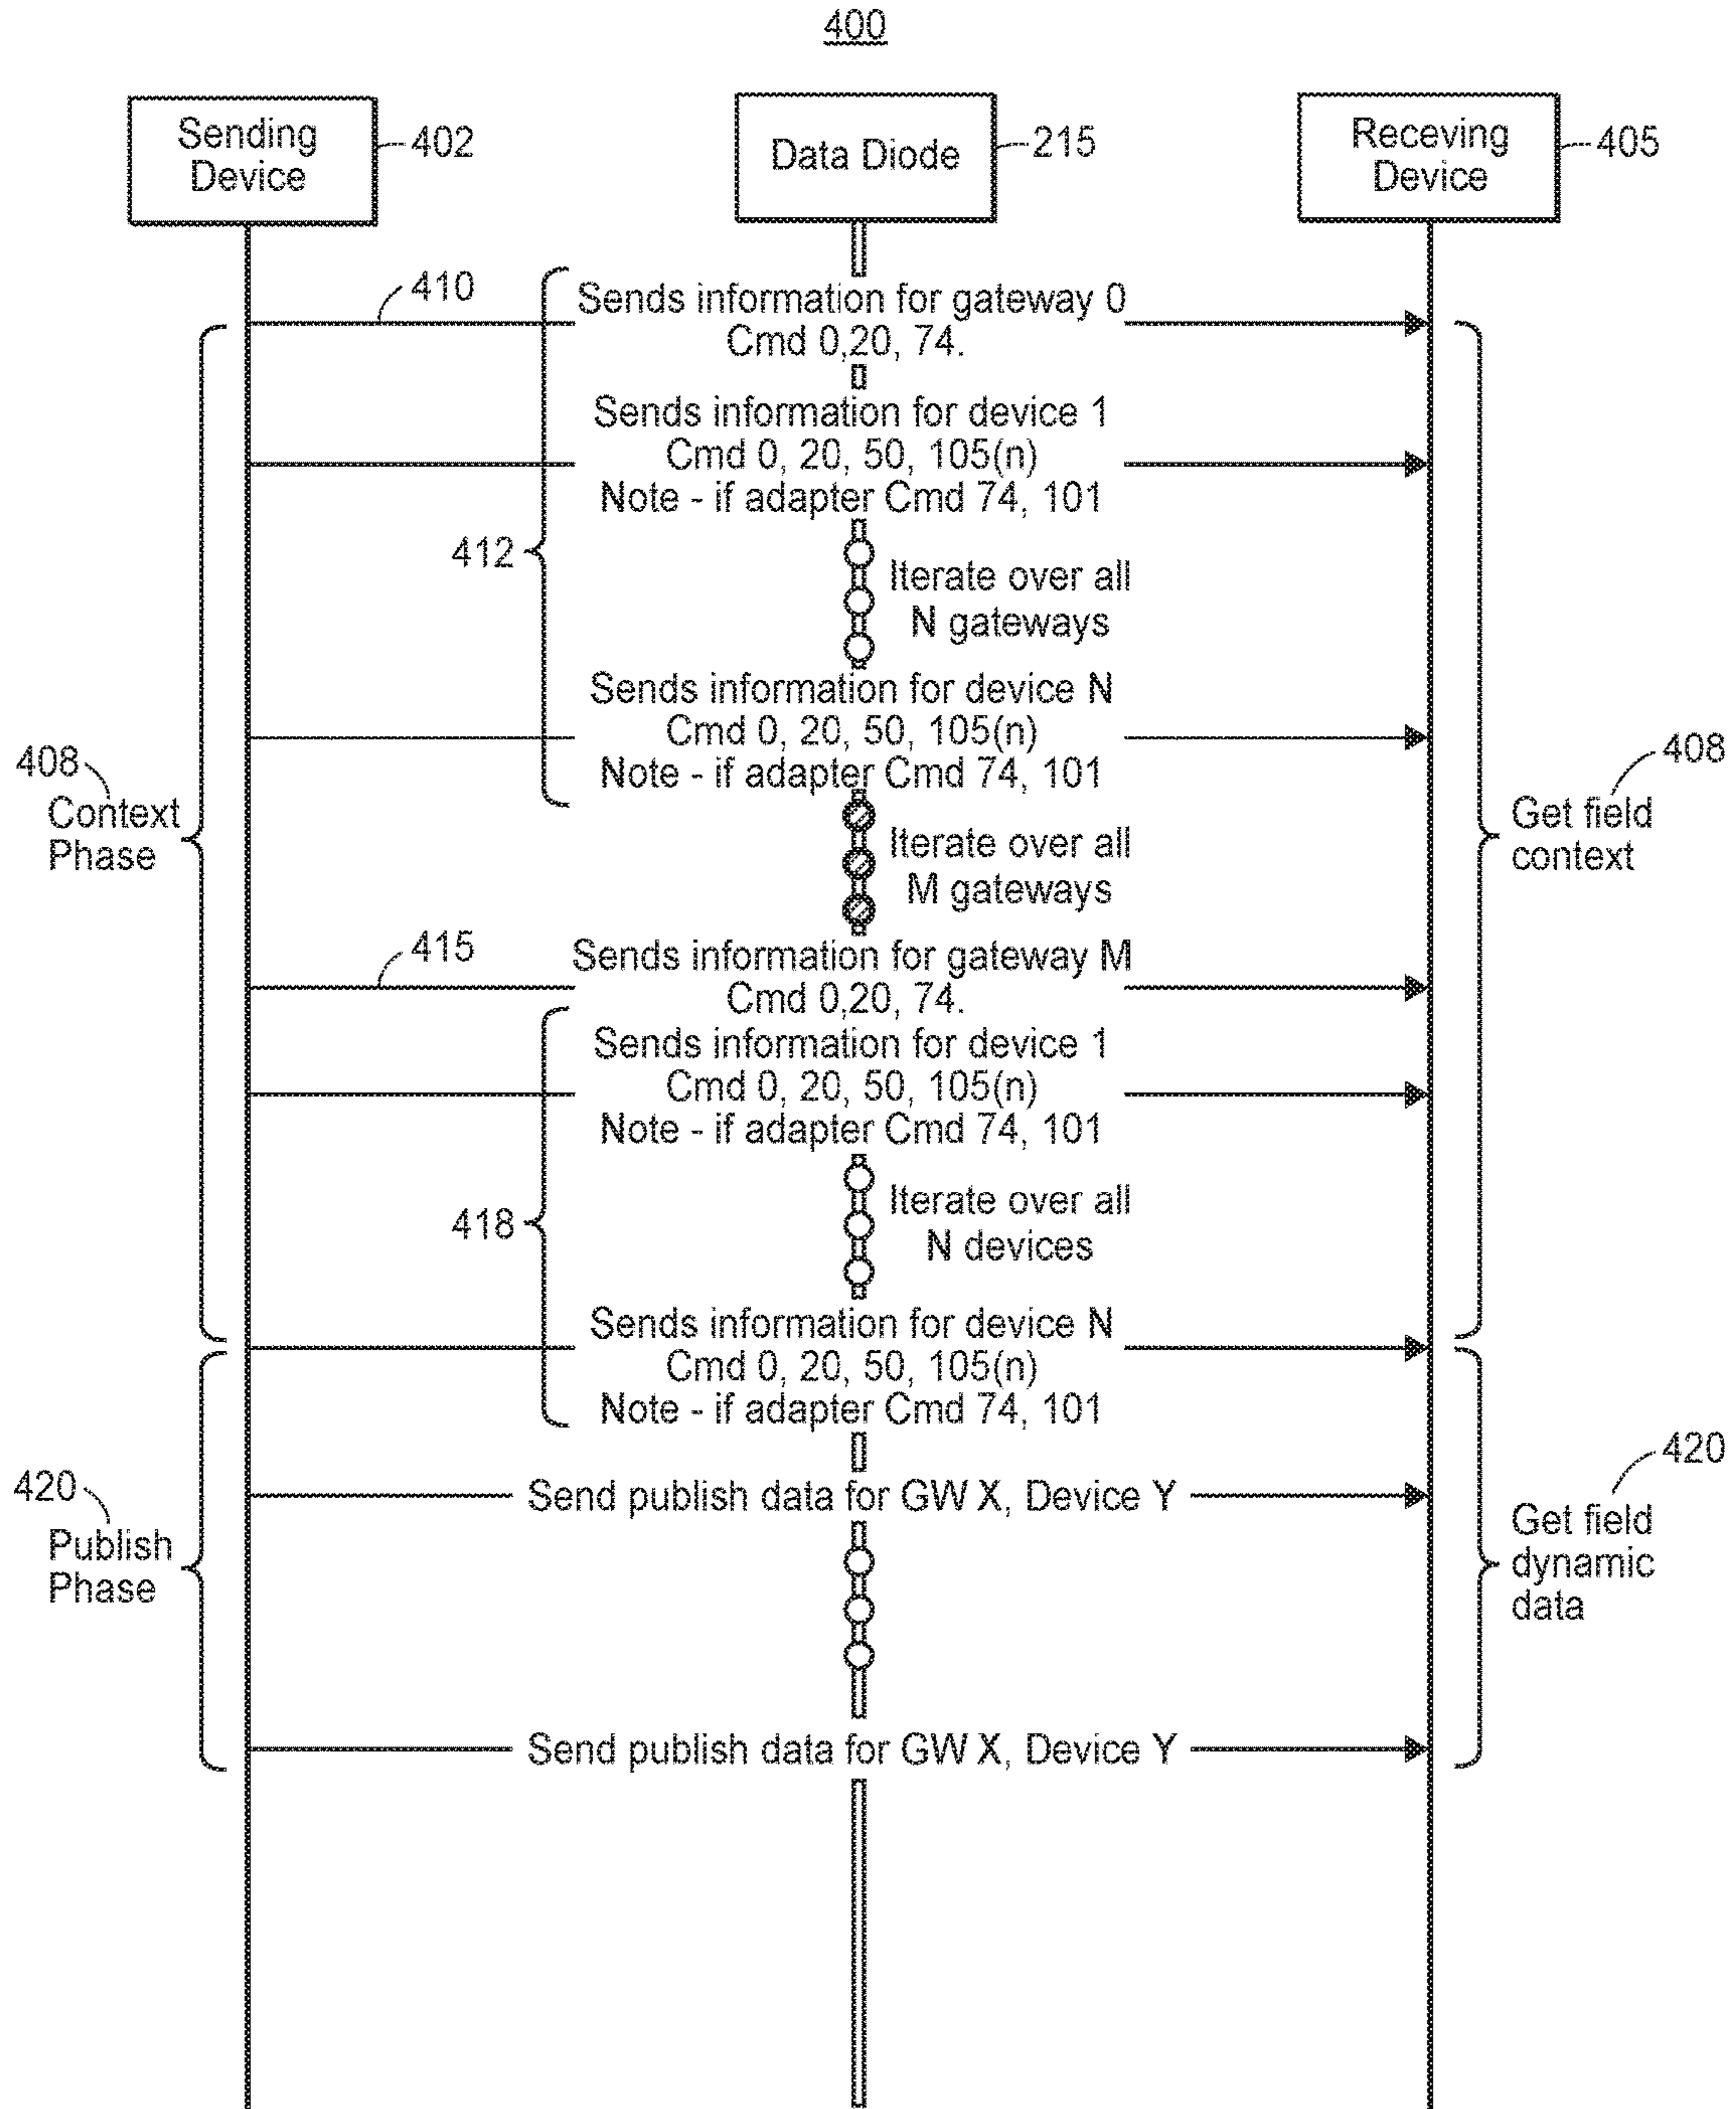 400
Sending
Device
402
Data Diode
215
Receving
Device
405
410
Sends information for gateway 0
Cmd 0,20, 74.
Sends information for device 1
Cmd 0, 20, 50, 105(n)
Note - if adapter Cmd 74, 101
412
Iterate over all
N gateways
Sends information for device N
Cmd 0, 20, 50, 105(n)
Note - if adapter Cmd 74, 101
408
Context
Phase
408
Get field
context
Iterate over all
M gateways
415
Sends information for gateway M
Cmd 0,20, 74.
Sends information for device 1
Cmd 0, 20, 50, 105(n)
Note - if adapter Cmd 74, 101
418
Iterate over all
N devices
Sends information for device N
Cmd 0, 20, 50, 105(n)
Note - if adapter Cmd 74, 101
420
Publish
Phase
Send publish data for GW X, Device Y
420
Get field
dynamic
data
Send publish data for GW X, Device Y